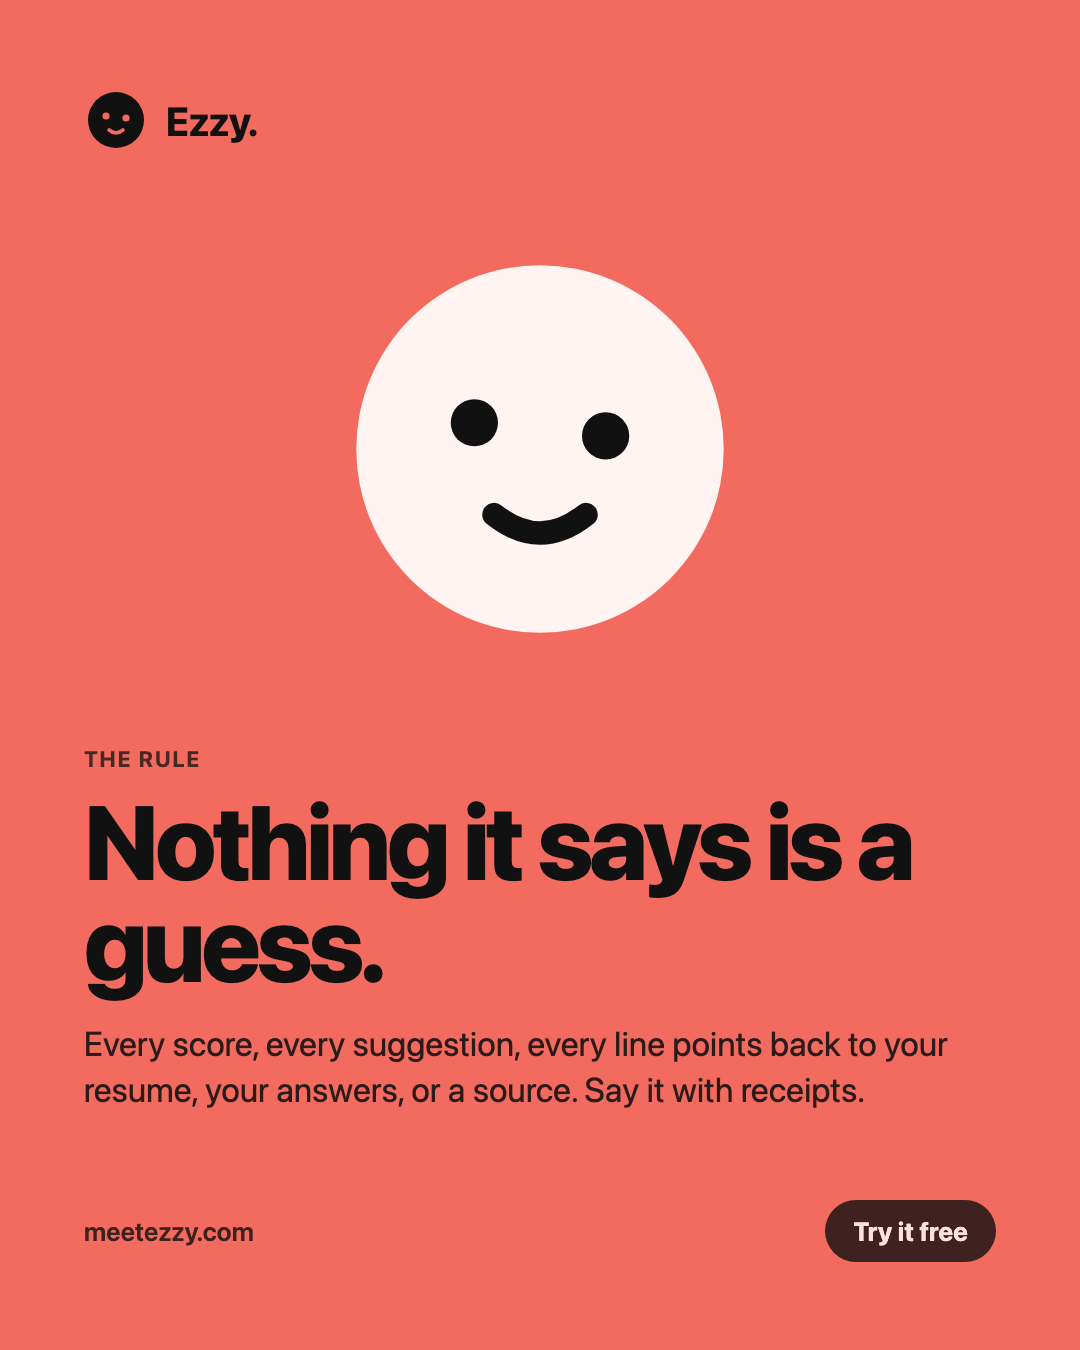 Ezzy.
THE RULE
Nothing it says is a
guess.
Every score, every suggestion, every line points back to your
resume, your answers, or a source. Say it with receipts.
meetezzy.com
Try it free